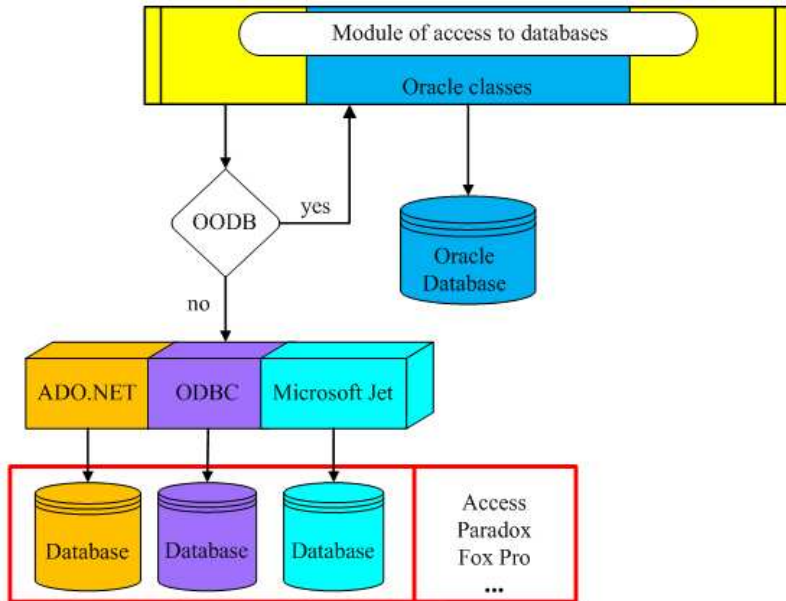 Module of access to databases
Oracle classes
OODB
yes
no
Oracle
Database
ADO.NET
ODBC
Microsoft Jet
Database
Database
Database
Access
Paradox
Fox Pro
...